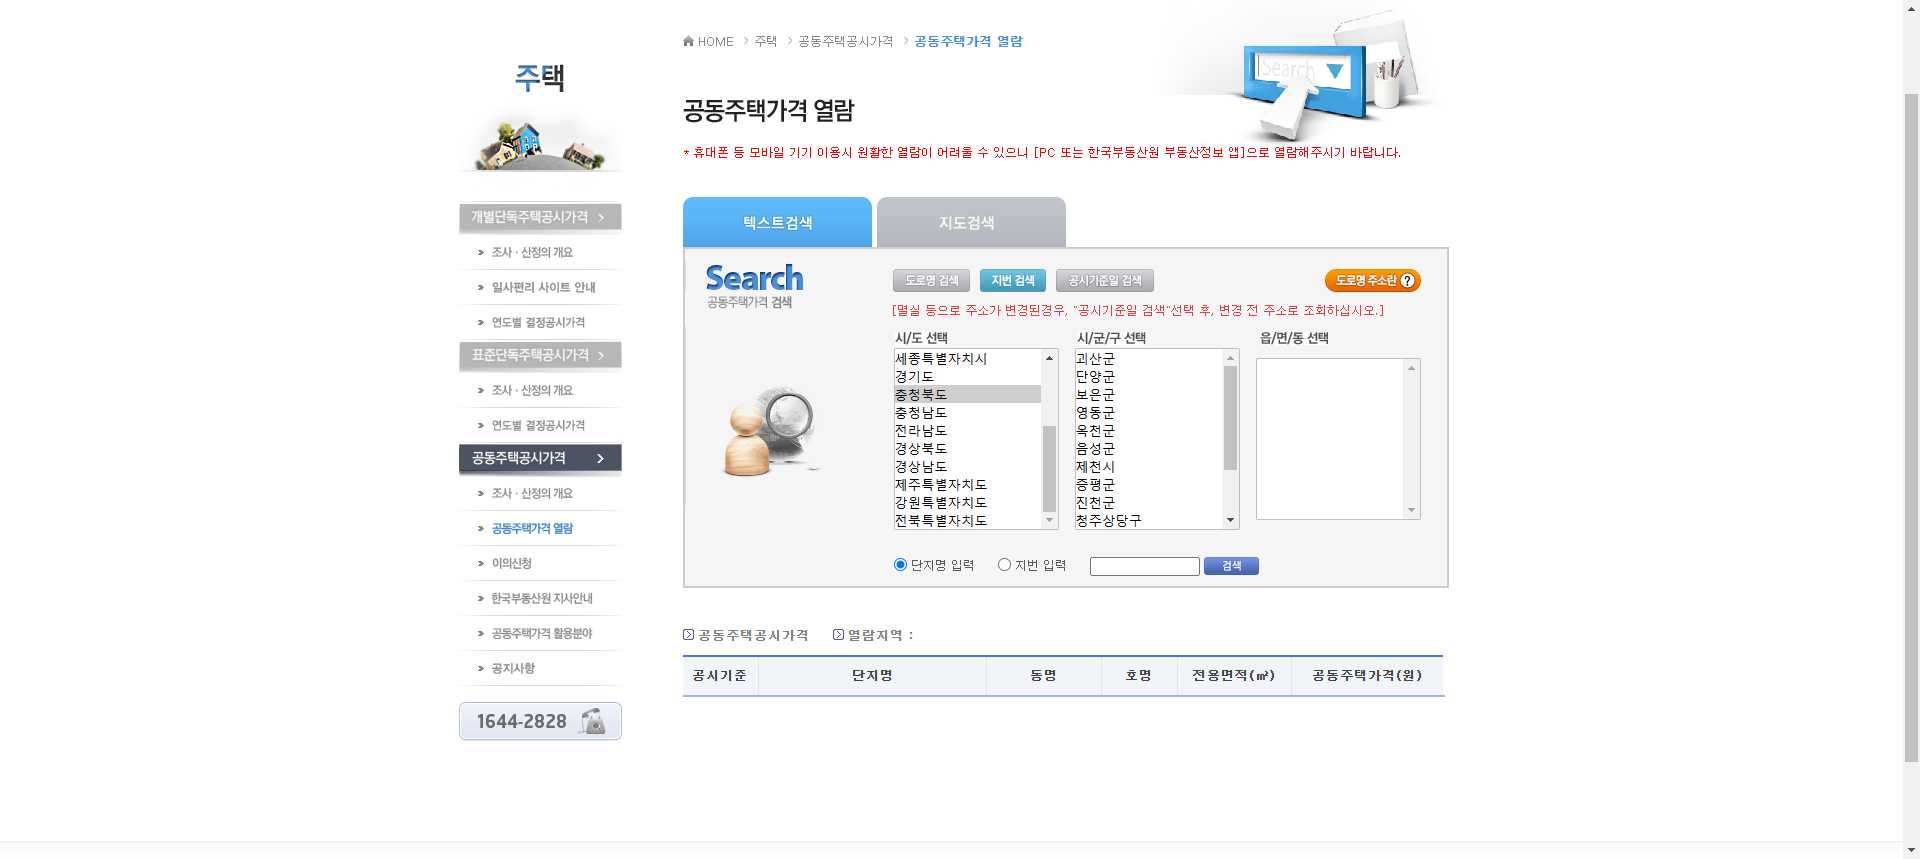 HOME > 주택 > 공동주택공시가격 > 공동주택가격 열람
주택
Search
공동주택가격 열람
* 휴대폰 등 모바일 기기 이용시 원활한 열람이 어려울 수 있으니 [PC 또는 한국부동산원 부동산정보 앱]으로 열람해주시기 바랍니다.
개별단독주택공시가격
조사ㆍ산정의 개요
일사편리 사이트 안내
연도별 결정공시가격
표준단독주택공시가격
조사ㆍ산정의 개요
연도별 결정공시가격
공동주택공시가격
조사ㆍ산정의 개요
공동주택가격 열람
이의신청
한국부동산원 지사안내
공동주택가격 활용분야
공지사항
1644-2828
텍스트검색 지도검색
Search
공동주택가격 검색
도로명 검색 지번 검색 공시기준일 검색 도로명 주소란 ?
[멸실 등으로 주소가 변경된경우, "공시기준일 검색"선택 후, 변경 전 주소로 조회하십시오.]
시/도 선택
세종특별자치시
경기도
충청북도
충청남도
전라남도
경상북도
경상남도
제주특별자치도
강원특별자치도
전북특별자치도
시/군/구 선택
괴산군
단양군
보은군
영동군
옥천군
음성군
제천시
증평군
진천군
청주상당구
읍/면/동 선택
단지명 입력 지번 입력 검색
공동주택공시가격 열람지역 :
공시기준 단지명 동명 호명 전용면적(㎡) 공동주택가격(원)